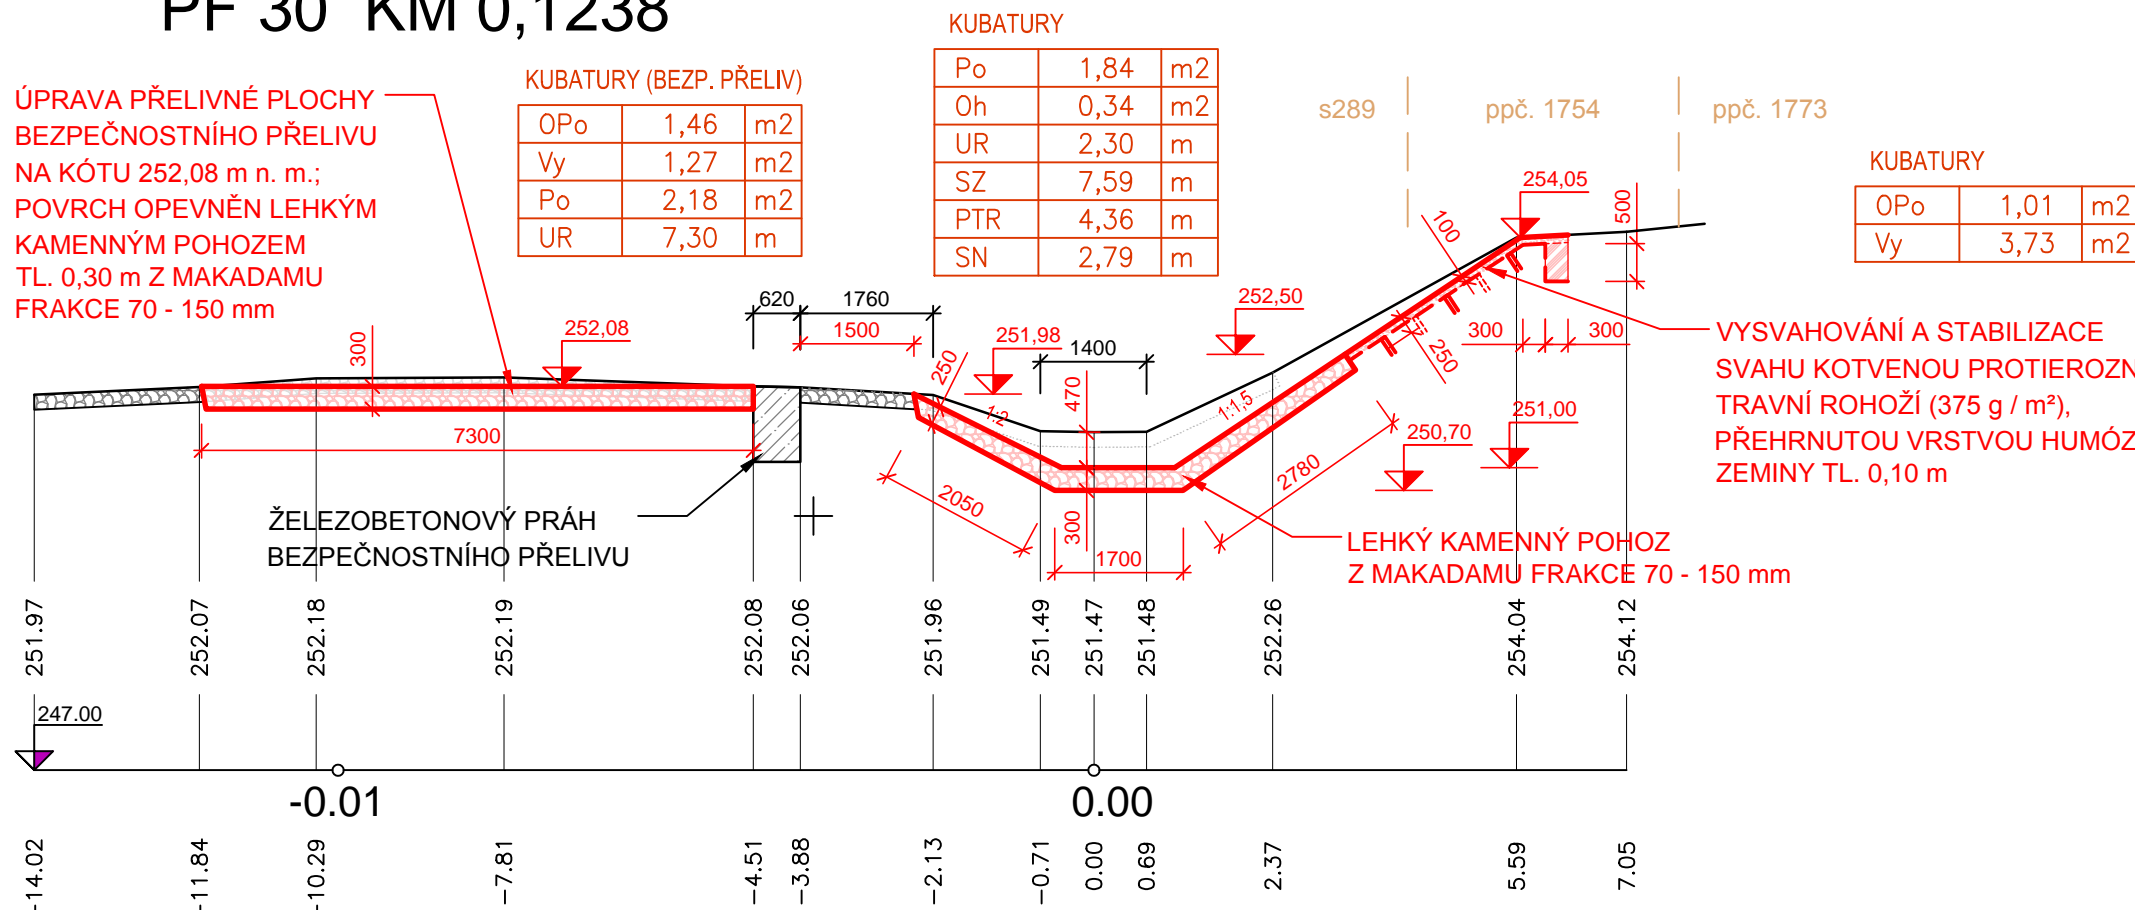 PF 30 KM 0,1238
ÚPRAVA PŘELIVNÉ PLOCHY
BEZPEČNOSTNÍHO PŘELIVU
NA KÓTU 252,08 m n. m.;
POVRCH OPEVNĚN LEHKÝM
KAMENNÝM POHOZEM
TL. 0,30 m Z MAKADAMU
FRAKCE 70 - 150 mm
KUBATURY (BEZP. PŘELIV)
OPo 1,46 m2
Vy 1,27 m2
Po 2,18 m2
UR 7,30 m
KUBATURY
Po 1,84 m2
Oh 0,34 m2
UR 2,30 m
SZ 7,59 m
PTR 4,36 m
SN 2,79 m
s289 ppč. 1754 ppč. 1773
KUBATURY
OPo 1,01 m2
Vy 3,73 m2
254,05
500
100
620 1760
1500
252,08
300
251,98
250
1400
470
252,50
1:2
1:1,5
250
300 300
7300
2050
300
1700
2780
250,70
251,00
VYSVAHOVÁNÍ A STABILIZACE
SVAHU KOTVENOU PROTIEROZN
TRAVNÍ ROHOŽÍ (375 g / m²),
PŘEHRNUTOU VRSTVOU HUMÓZ
ZEMINY TL. 0,10 m
ŽELEZOBETONOVÝ PRÁH
BEZPEČNOSTNÍHO PŘELIVU
LEHKÝ KAMENNÝ POHOZ
Z MAKADAMU FRAKCE 70 - 150 mm
251.97 252.07 252.18 252.19 252.08 252.06 251.96 251.49 251.47 251.48 252.26 254.04 254.12
247.00
-0.01 0.00
-14.02 -11.84 -10.29 -7.81 -4.51 -3.88 -2.13 -0.71 0.00 0.69 2.37 5.59 7.05